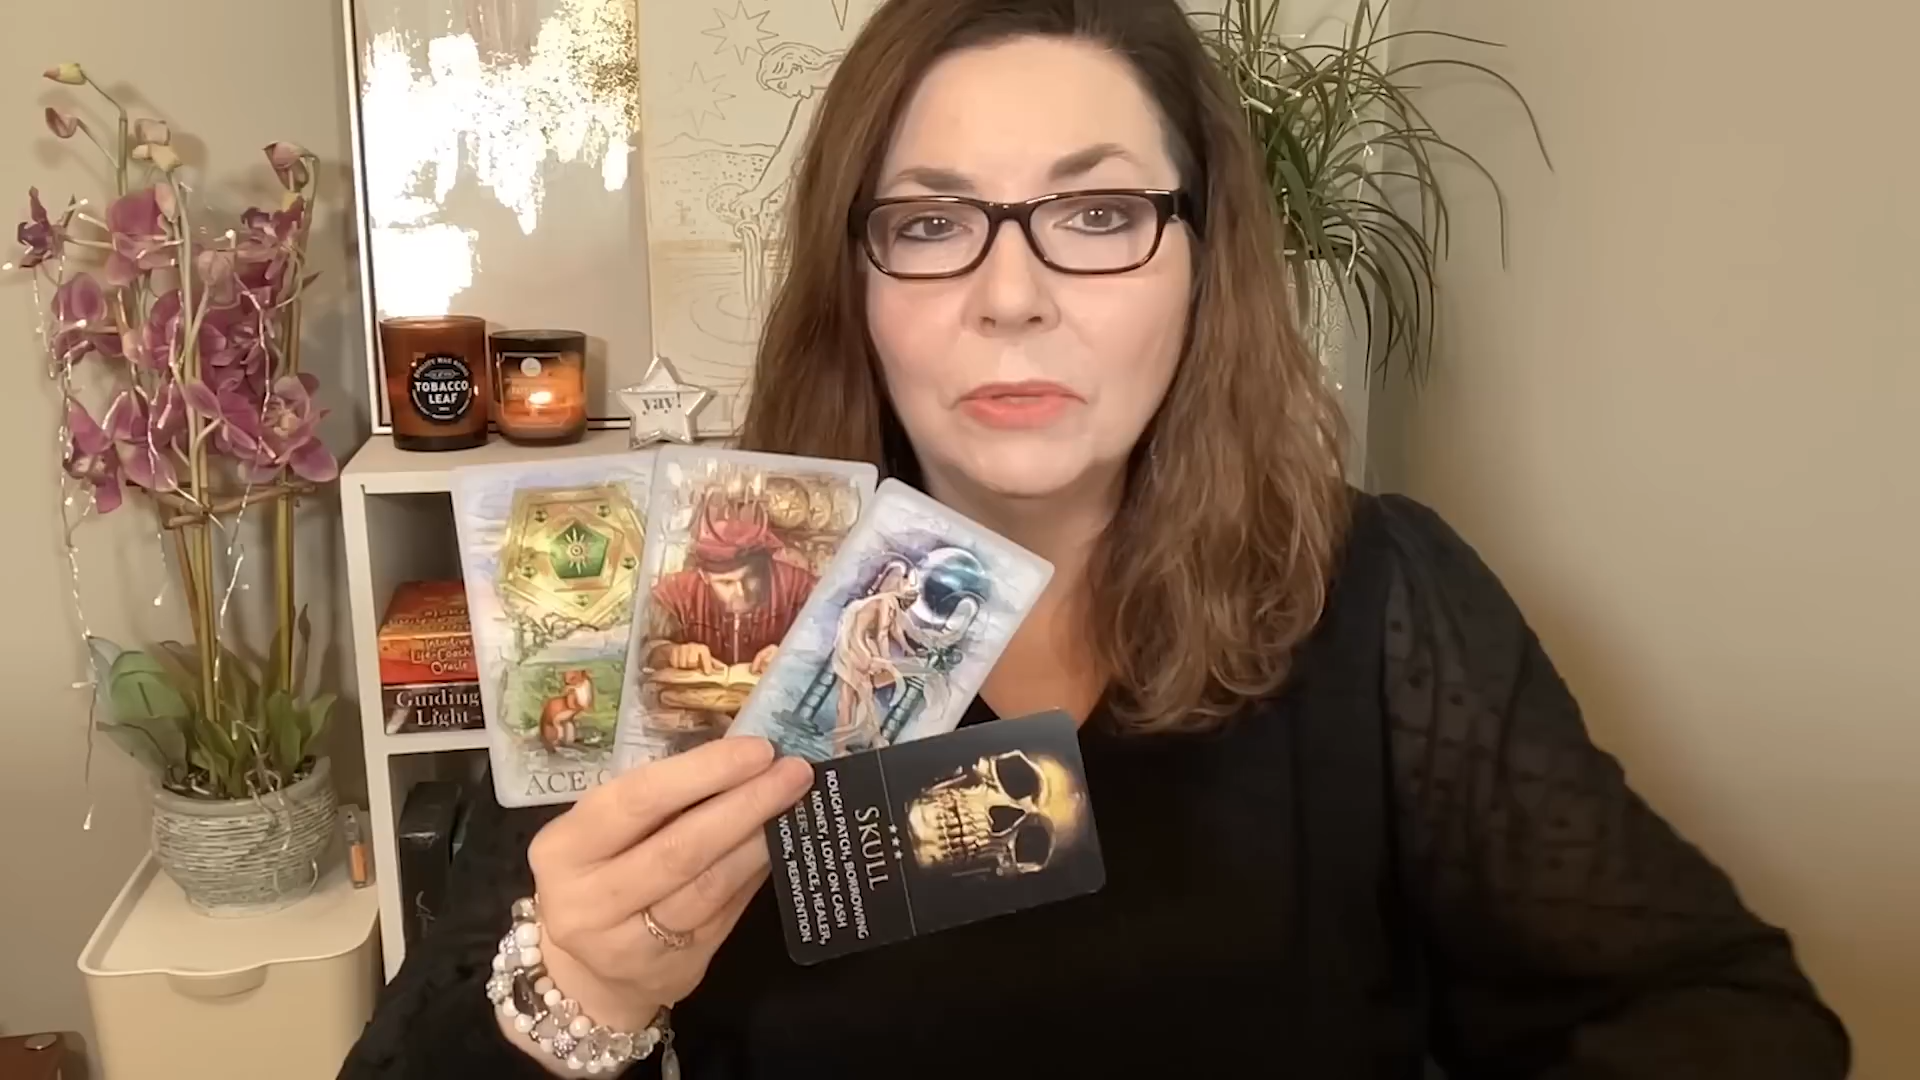 TOBACCO
LEAF
yay!
Intuitive
Life-Coach
Oracle
Guiding
Light
ACE
SKULL
ROUGH PATCH, BORROWING
MONEY, LOW ON CASH
HOSPICE, HEALER,
WORK, REINVENTION